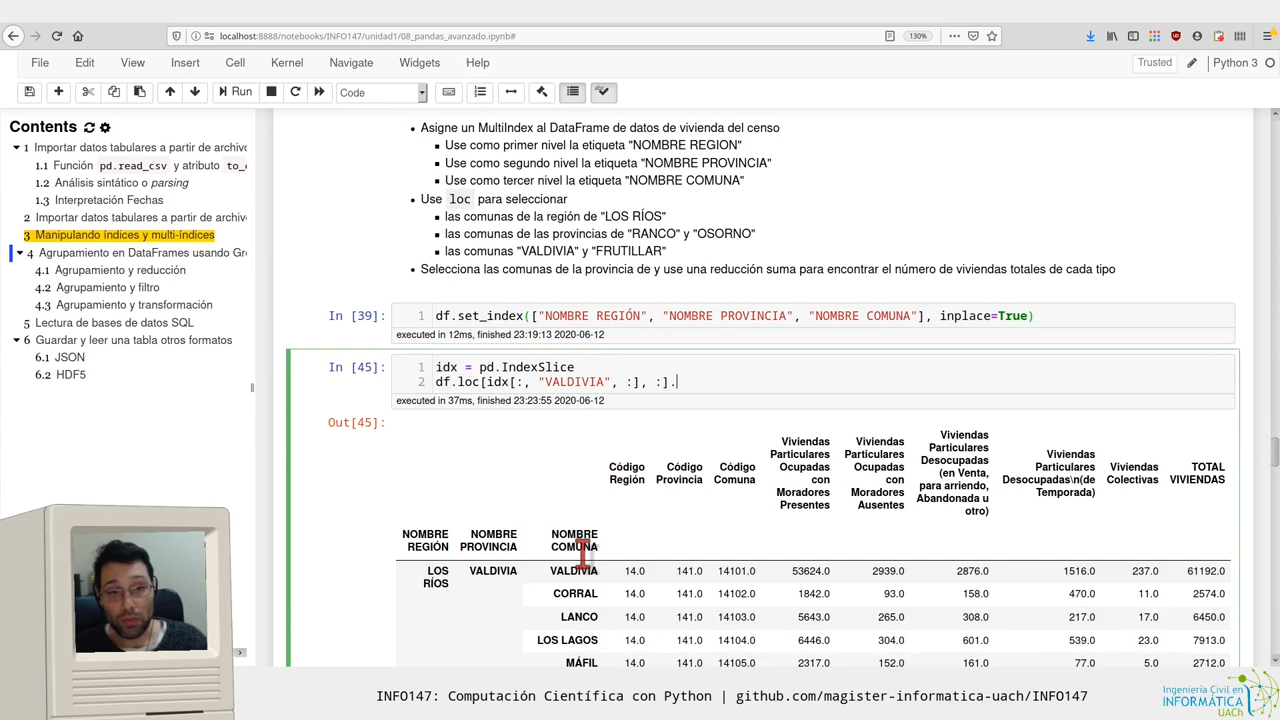 localhost:8888/notebooks/INFO147/unidad1/08_pandas_avanzado.ipynb#
130%
File Edit View Insert Cell Kernel Navigate Widgets Help
Trusted
Python 3
Run
Code
Contents
1 Importar datos tabulares a partir de archivo
1.1 Función pd.read_csv y atributo to_c
1.2 Análisis sintático o parsing
1.3 Interpretación Fechas
2 Importar datos tabulares a partir de archivo
3 Manipulando índices y multi-índices
4 Agrupamiento en DataFrames usando Gr
4.1 Agrupamiento y reducción
4.2 Agrupamiento y filtro
4.3 Agrupamiento y transformación
5 Lectura de bases de datos SQL
6 Guardar y leer una tabla otros formatos
6.1 JSON
6.2 HDF5
Asigne un MultiIndex al DataFrame de datos de vivienda del censo
Use como primer nivel la etiqueta "NOMBRE REGION"
Use como segundo nivel la etiqueta "NOMBRE PROVINCIA"
Use como tercer nivel la etiqueta "NOMBRE COMUNA"
Use loc para seleccionar
las comunas de la región de "LOS RÍOS"
las comunas de las provincias de "RANCO" y "OSORNO"
las comunas "VALDIVIA" y "FRUTILLAR"
Selecciona las comunas de la provincia de y use una reducción suma para encontrar el número de viviendas totales de cada tipo
In [39]: 1 df.set_index(["NOMBRE REGIÓN", "NOMBRE PROVINCIA", "NOMBRE COMUNA"], inplace=True)
executed in 12ms, finished 23:19:13 2020-06-12
In [45]: 1 idx = pd.IndexSlice
2 df.loc[idx[:, "VALDIVIA", :], :].
executed in 37ms, finished 23:23:55 2020-06-12
Out[45]:
Código Región
Código Provincia
Código Comuna
Viviendas Particulares Ocupadas con Moradores Presentes
Viviendas Particulares Ocupadas con Moradores Ausentes
Viviendas Particulares Desocupadas (en Venta, para arriendo, Abandonada u otro)
Viviendas Particulares Desocupadas\n(de Temporada)
Viviendas Colectivas
TOTAL VIVIENDAS
NOMBRE REGIÓN
NOMBRE PROVINCIA
NOMBRE COMUNA
LOS RÍOS VALDIVIA VALDIVIA 14.0 141.0 14101.0 53624.0 2939.0 2876.0 1516.0 237.0 61192.0
CORRAL 14.0 141.0 14102.0 1842.0 93.0 158.0 470.0 11.0 2574.0
LANCO 14.0 141.0 14103.0 5643.0 265.0 308.0 217.0 17.0 6450.0
LOS LAGOS 14.0 141.0 14104.0 6446.0 304.0 601.0 539.0 23.0 7913.0
MÁFIL 14.0 141.0 14105.0 2317.0 152.0 161.0 77.0 5.0 2712.0
INFO147: Computación Científica con Python | github.com/magister-informatica-uach/INFO147
Ingeniería Civil en
INFORMÁTICA
UACh